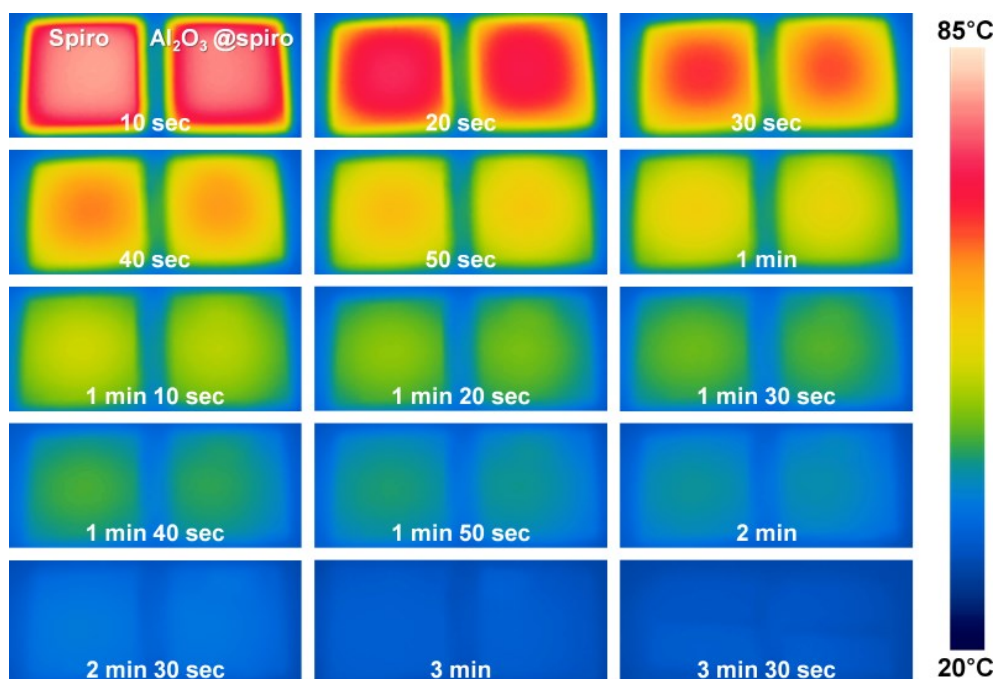 85°C
Spiro Al₂O₃ @spiro
10 sec 20 sec 30 sec
40 sec 50 sec 1 min
1 min 10 sec 1 min 20 sec 1 min 30 sec
1 min 40 sec 1 min 50 sec 2 min
2 min 30 sec 3 min 3 min 30 sec
20°C